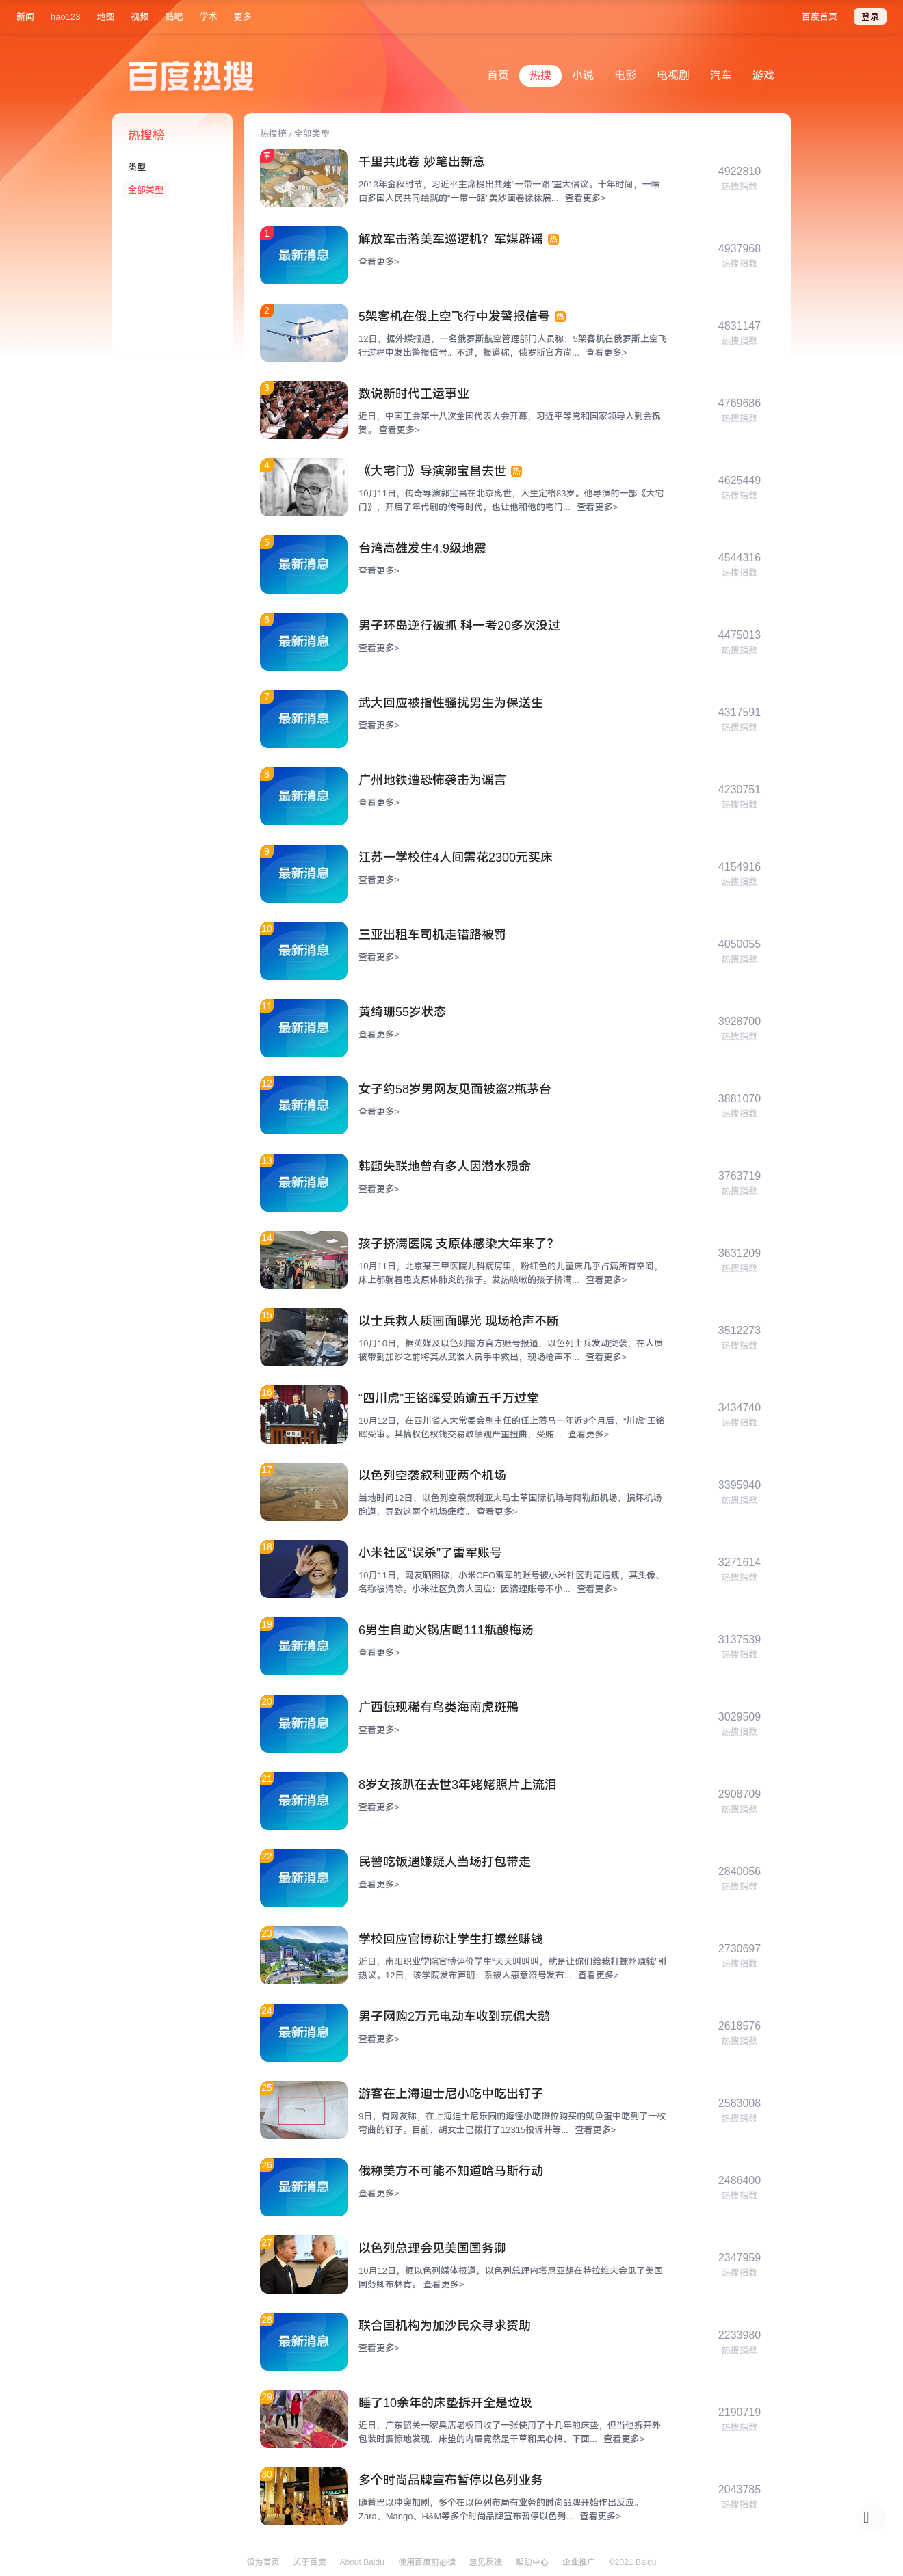 新闻 hao123 地图 视频 贴吧 学术 更多 百度首页 登录
百度热搜
首页 热搜 小说 电影 电视剧 汽车 游戏
热搜榜
类型
全部类型
热搜榜 / 全部类型
千里共此卷 妙笔出新意
2013年金秋时节，习近平主席提出共建“一带一路”重大倡议。十年时间，一幅
由多国人民共同绘就的“一带一路”美妙画卷徐徐展... 查看更多>
4922810
热搜指数
1
最新消息
解放军击落美军巡逻机？军媒辟谣 热
查看更多>
4937968
热搜指数
2
5架客机在俄上空飞行中发警报信号 热
12日，据外媒报道，一名俄罗斯航空管理部门人员称：5架客机在俄罗斯上空飞
行过程中发出警报信号。不过，报道称，俄罗斯官方尚... 查看更多>
4831147
热搜指数
3
数说新时代工运事业
近日，中国工会第十八次全国代表大会开幕，习近平等党和国家领导人到会祝
贺。 查看更多>
4769686
热搜指数
4
《大宅门》导演郭宝昌去世 热
10月11日，传奇导演郭宝昌在北京离世，人生定格83岁。他导演的一部《大宅
门》，开启了年代剧的传奇时代，也让他和他的宅门... 查看更多>
4625449
热搜指数
5
最新消息
台湾高雄发生4.9级地震
查看更多>
4544316
热搜指数
6
最新消息
男子环岛逆行被抓 科一考20多次没过
查看更多>
4475013
热搜指数
7
最新消息
武大回应被指性骚扰男生为保送生
查看更多>
4317591
热搜指数
8
最新消息
广州地铁遭恐怖袭击为谣言
查看更多>
4230751
热搜指数
9
最新消息
江苏一学校住4人间需花2300元买床
查看更多>
4154916
热搜指数
10
最新消息
三亚出租车司机走错路被罚
查看更多>
4050055
热搜指数
11
最新消息
黄绮珊55岁状态
查看更多>
3928700
热搜指数
12
最新消息
女子约58岁男网友见面被盗2瓶茅台
查看更多>
3881070
热搜指数
13
最新消息
韩颋失联地曾有多人因潜水殒命
查看更多>
3763719
热搜指数
14
孩子挤满医院 支原体感染大年来了？
10月11日，北京某三甲医院儿科病房里，粉红色的儿童床几乎占满所有空间，
床上都躺着患支原体肺炎的孩子。发热咳嗽的孩子挤满... 查看更多>
3631209
热搜指数
15
以士兵救人质画面曝光 现场枪声不断
10月10日，据英媒及以色列警方官方账号报道，以色列士兵发动突袭，在人质
被带到加沙之前将其从武装人员手中救出，现场枪声不... 查看更多>
3512273
热搜指数
16
“四川虎”王铭晖受贿逾五千万过堂
10月12日，在四川省人大常委会副主任的任上落马一年近9个月后，“川虎”王铭
晖受审。其搞权色权钱交易政绩观严重扭曲，受贿... 查看更多>
3434740
热搜指数
17
以色列空袭叙利亚两个机场
当地时间12日，以色列空袭叙利亚大马士革国际机场与阿勒颇机场，损坏机场
跑道，导致这两个机场瘫痪。 查看更多>
3395940
热搜指数
18
小米社区“误杀”了雷军账号
10月11日，网友晒图称，小米CEO雷军的账号被小米社区判定违规，其头像、
名称被清除。小米社区负责人回应：因清理账号不小... 查看更多>
3271614
热搜指数
19
最新消息
6男生自助火锅店喝111瓶酸梅汤
查看更多>
3137539
热搜指数
20
最新消息
广西惊现稀有鸟类海南虎斑鳽
查看更多>
3029509
热搜指数
21
最新消息
8岁女孩趴在去世3年姥姥照片上流泪
查看更多>
2908709
热搜指数
22
最新消息
民警吃饭遇嫌疑人当场打包带走
查看更多>
2840056
热搜指数
23
学校回应官博称让学生打螺丝赚钱
近日，南阳职业学院官博评价学生“天天叫叫叫，就是让你们给我打螺丝赚钱”引
热议。12日，该学院发布声明：系被人恶意盗号发布... 查看更多>
2730697
热搜指数
24
最新消息
男子网购2万元电动车收到玩偶大鹅
查看更多>
2618576
热搜指数
25
游客在上海迪士尼小吃中吃出钉子
9日，有网友称，在上海迪士尼乐园的海怪小吃摊位购买的鱿鱼蛋中吃到了一枚
弯曲的钉子。目前，胡女士已拨打了12315投诉并等... 查看更多>
2583008
热搜指数
26
最新消息
俄称美方不可能不知道哈马斯行动
查看更多>
2486400
热搜指数
27
以色列总理会见美国国务卿
10月12日，据以色列媒体报道，以色列总理内塔尼亚胡在特拉维夫会见了美国
国务卿布林肯。 查看更多>
2347959
热搜指数
28
最新消息
联合国机构为加沙民众寻求资助
查看更多>
2233980
热搜指数
29
睡了10余年的床垫拆开全是垃圾
近日，广东韶关一家具店老板回收了一张使用了十几年的床垫，但当他拆开外
包装时震惊地发现，床垫的内层竟然是干草和黑心棉，下面... 查看更多>
2190719
热搜指数
30
多个时尚品牌宣布暂停以色列业务
随着巴以冲突加剧，多个在以色列布局有业务的时尚品牌开始作出反应。
Zara、Mango、H&M等多个时尚品牌宣布暂停以色列... 查看更多>
2043785
热搜指数
设为首页 关于百度 About Baidu 使用百度前必读 意见反馈 帮助中心 企业推广 ©2021 Baidu